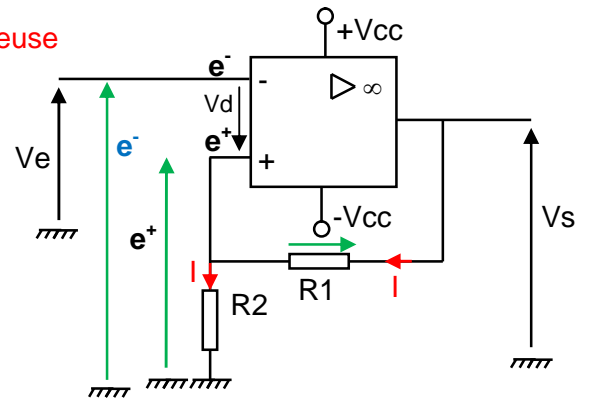 euse
+Vcc
e-
-
▷ ∞
Vd
e-
e+
Ve
+
e+
-Vcc
Vs
I
R1
I
R2